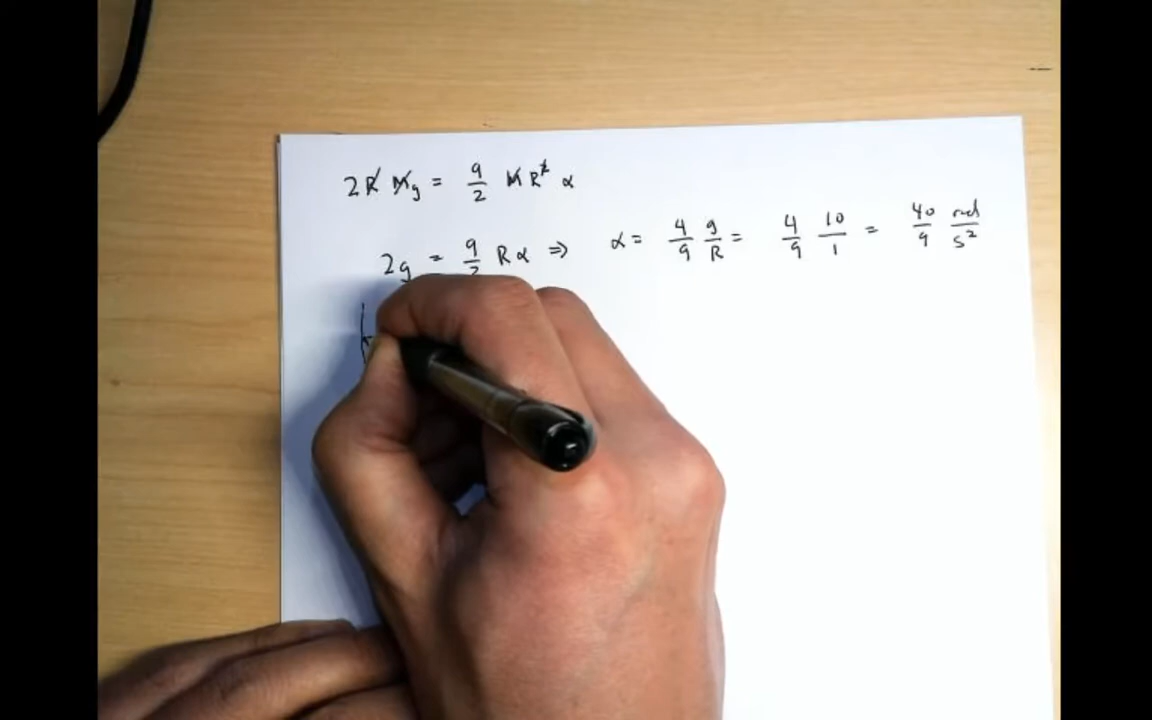 2R Mg = 9/2 MR² α
2g = 9/2 Rα ⇒ α = 4/9 g/R = 4/9 10/1 = 40/9 rad/s²